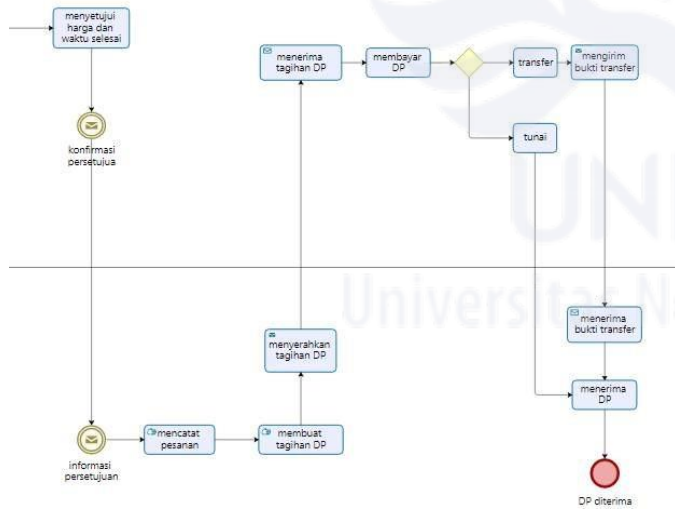 menyetujui
harga dan
waktu selesai
konfirmasi
persetujua
menerima
tagihan DP
membayar
DP
transfer
mengirim
bukti transfer
tunai
UNI
Universitas N
menyerahkan
tagihan DP
menerima
bukti transfer
menerima
DP
mencatat
pesanan
membuat
tagihan DP
informasi
persetujuan
DP diterima